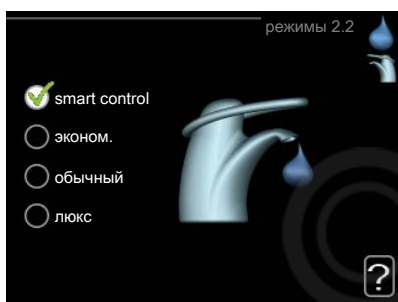 режимы 2.2
smart control
эконом.
обычный
люкс
?